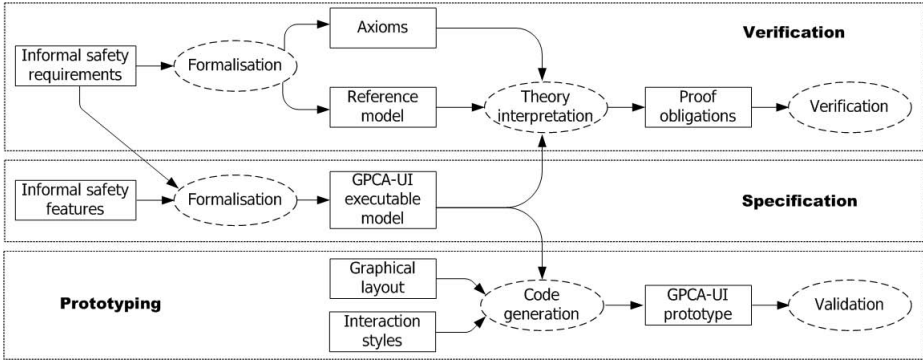 Axioms
Verification
Informal safety
requirements
Formalisation
Reference
model
Theory
interpretation
Proof
obligations
Verification
Informal safety
features
Formalisation
GPCA-UI
executable
model
Specification
Graphical
layout
Prototyping
Interaction
styles
Code
generation
GPCA-UI
prototype
Validation